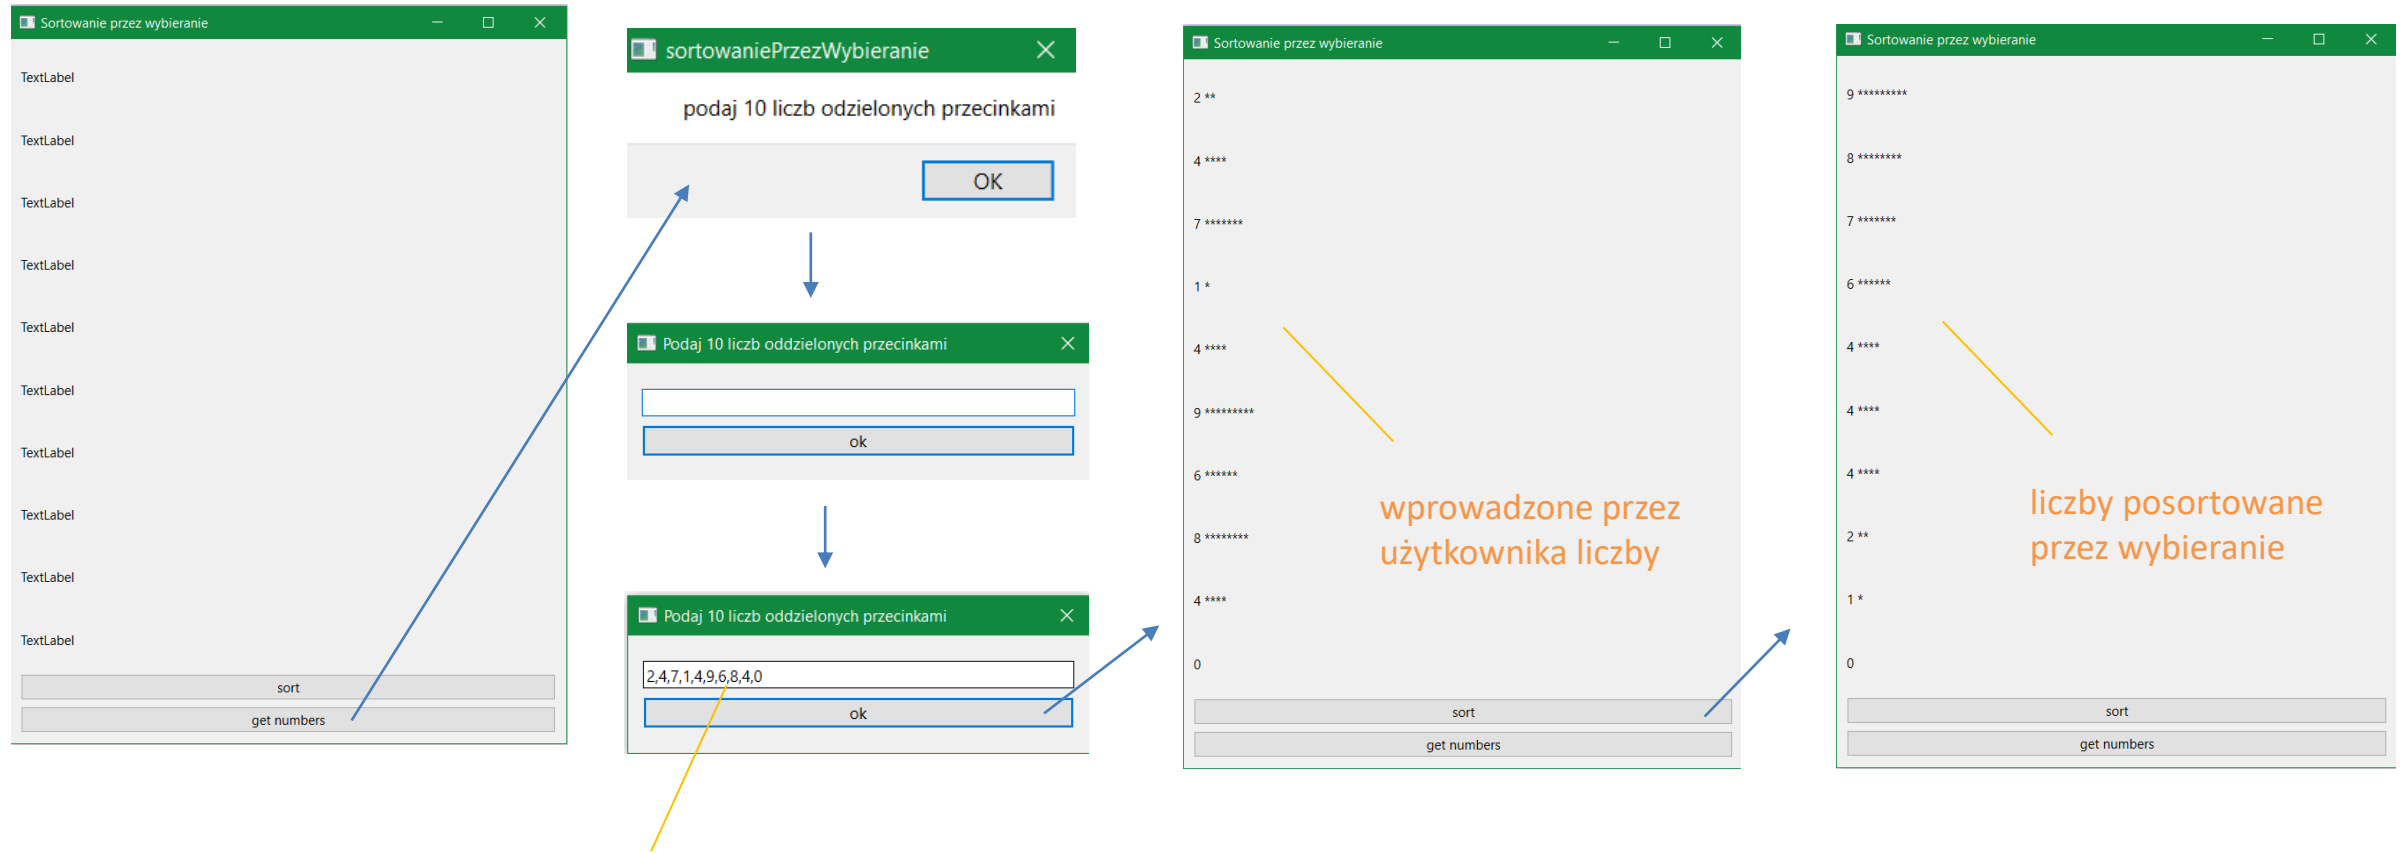 Sortowanie przez wybieranie
TextLabel
TextLabel
TextLabel
TextLabel
TextLabel
TextLabel
TextLabel
TextLabel
TextLabel
TextLabel
sort
get numbers
sortowaniePrzezWybieranie
podaj 10 liczb odzielonych przecinkami
OK
Podaj 10 liczb oddzielonych przecinkami
ok
Podaj 10 liczb oddzielonych przecinkami
2,4,7,1,4,9,6,8,4,0
ok
Sortowanie przez wybieranie
2 **
4 ****
7 *******
1 *
4 ****
9 *********
6 ******
8 ********
4 ****
0
wprowadzone przez
użytkownika liczby
sort
get numbers
Sortowanie przez wybieranie
9 *********
8 ********
7 *******
6 ******
4 ****
4 ****
4 ****
2 **
1 *
0
liczby posortowane
przez wybieranie
sort
get numbers